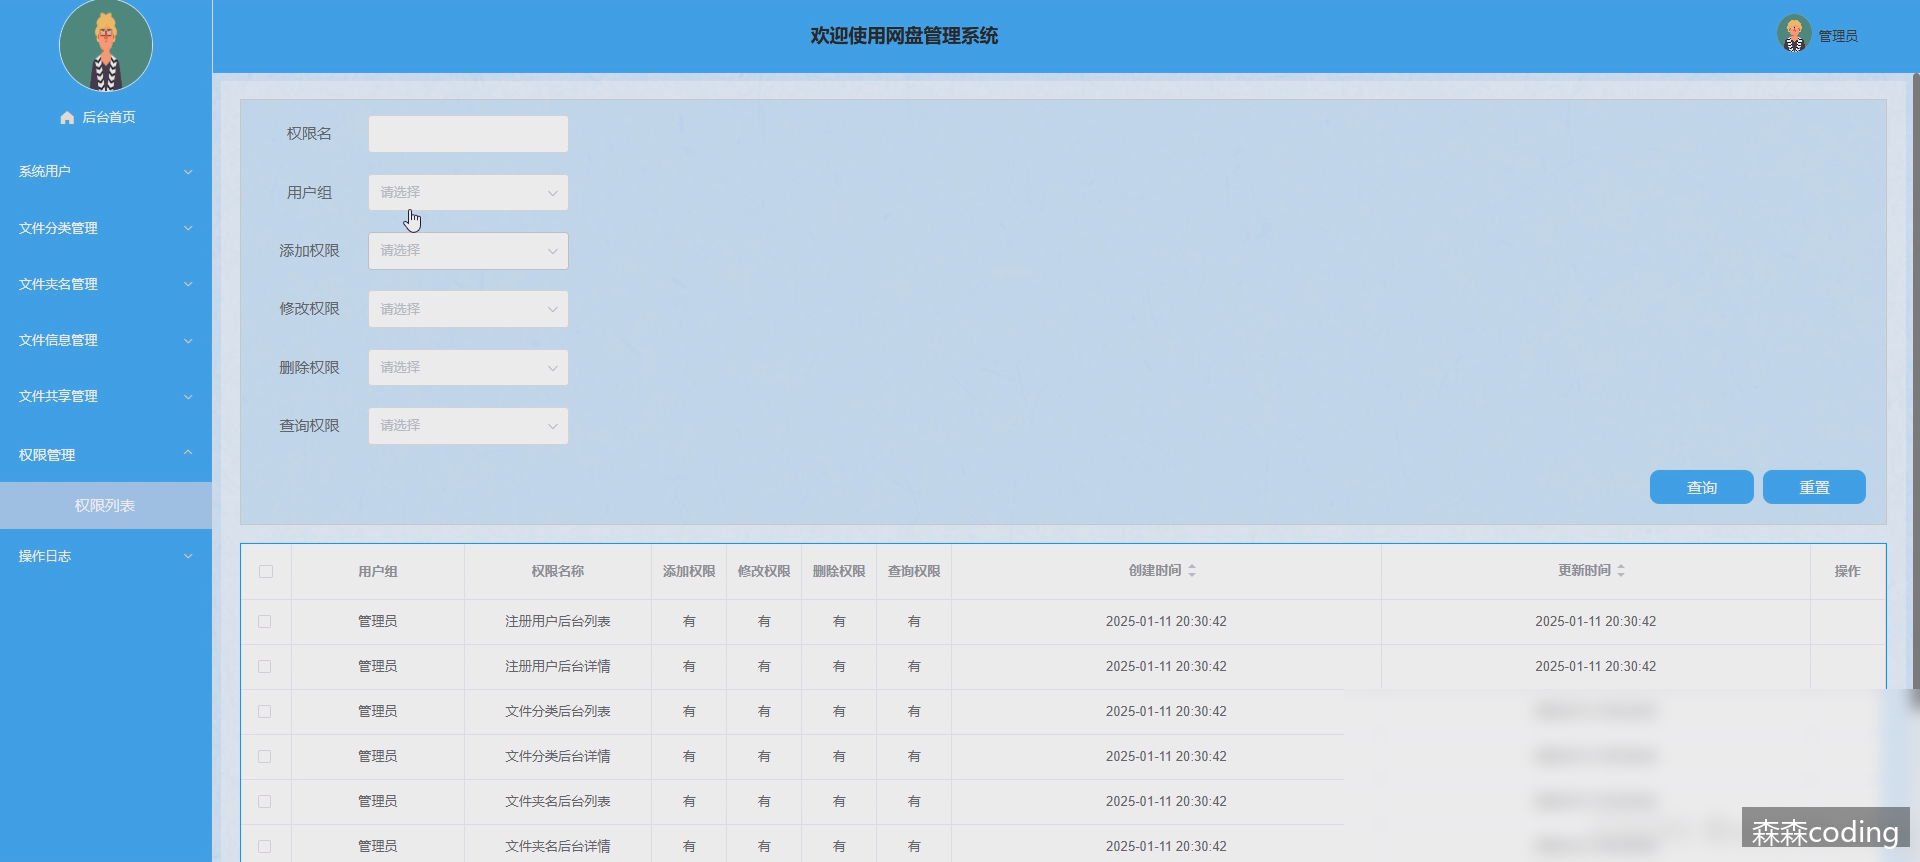 欢迎使用网盘管理系统
管理员
后台首页
系统用户
文件分类管理
文件夹名管理
文件信息管理
文件共享管理
权限管理
权限列表
操作日志
权限名
用户组 请选择
添加权限 请选择
修改权限 请选择
删除权限 请选择
查询权限 请选择
查询 重置
用户组 权限名称 添加权限 修改权限 删除权限 查询权限 创建时间 更新时间 操作
管理员 注册用户后台列表 有 有 有 有 2025-01-11 20:30:42 2025-01-11 20:30:42
管理员 注册用户后台详情 有 有 有 有 2025-01-11 20:30:42 2025-01-11 20:30:42
管理员 文件分类后台列表 有 有 有 有 2025-01-11 20:30:42
管理员 文件分类后台详情 有 有 有 有 2025-01-11 20:30:42
管理员 文件夹名后台列表 有 有 有 有 2025-01-11 20:30:42
管理员 文件夹名后台详情 有 有 有 有 2025-01-11 20:30:42
森森coding